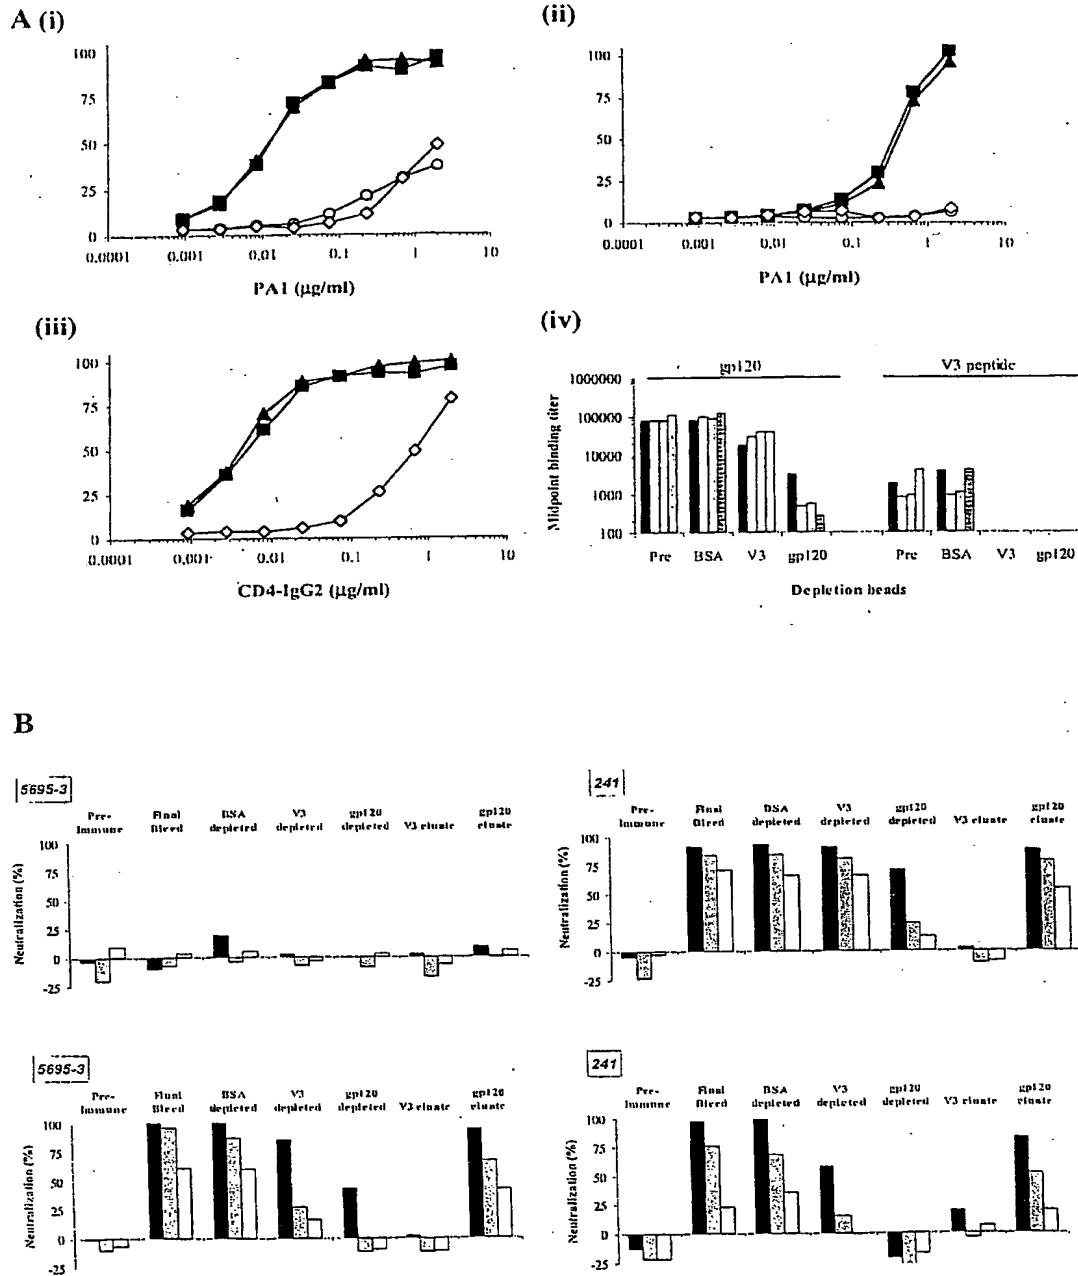 A (i)
100
75
50
25
0
0.0001
.001
0.01
0.1
1
10
PA1 (µg/ml)
(ii)
100
75
50
25
0
0.0001
.001
0.01
0.1
1
10
PA1 (µg/ml)
(iii)
100
75
50
25
0
0.0001
0.001
0.01
0.1
1
10
CD4-IgG2 (µg/ml)
(iv)
gp120
V3 peptide
Midpoint binding titer
1000000
100000
10000
1000
100
Pre BSA V3 gp120
Pre BSA V3 gp120
Depletion beads
B
5695-3
Pre-Immune
Final Bleed
BSA depleted
V3 depleted
gp120 depleted
V3 eluate
gp120 eluate
Neutralization (%)
100
75
50
25
0
-25
241
Pre-Immune
Final Bleed
BSA depleted
V3 depleted
gp120 depleted
V3 eluate
gp120 eluate
Neutralization (%)
100
75
50
25
0
-25
5695-3
Pre-Immune
Final Bleed
BSA depleted
V3 depleted
gp120 depleted
V3 eluate
gp120 eluate
Neutralization (%)
100
75
50
25
0
-25
241
Pre-Immune
Final Bleed
BSA depleted
V3 depleted
gp120 depleted
V3 eluate
gp120 eluate
Neutralization (%)
100
75
50
25
0
-25